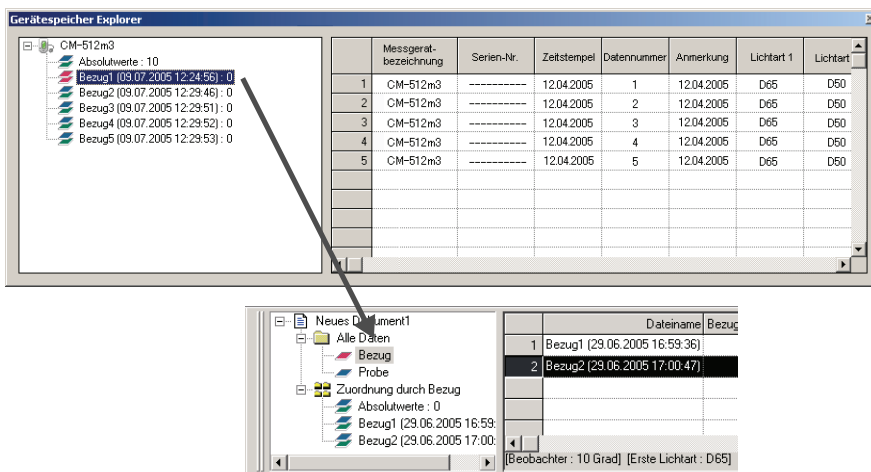 Gerätespeicher Explorer
CM-512m3
Absolutwerte : 10
Bezug1 (09.07.2005 12:24:56) : 0
Bezug2 (09.07.2005 12:29:46) : 0
Bezug3 (09.07.2005 12:29:51) : 0
Bezug4 (09.07.2005 12:29:52) : 0
Bezug5 (09.07.2005 12:29:53) : 0
Messgerat-bezeichnung Serien-Nr. Zeitstempel Datennummer Anmerkung Lichtart 1 Lichtart
1 CM-512m3 ---------- 12.04.2005 1 12.04.2005 D65 D50
2 CM-512m3 ---------- 12.04.2005 2 12.04.2005 D65 D50
3 CM-512m3 ---------- 12.04.2005 3 12.04.2005 D65 D50
4 CM-512m3 ---------- 12.04.2005 4 12.04.2005 D65 D50
5 CM-512m3 ---------- 12.04.2005 5 12.04.2005 D65 D50
Neues Dokument1
Alle Daten
Bezug
Probe
Zuordnung durch Bezug
Absolutwerte : 0
Bezug1 (29.06.2005 16:59:
Bezug2 (29.06.2005 17:00:
Dateiname Bezug
1 Bezug1 (29.06.2005 16:59:36)
2 Bezug2 (29.06.2005 17:00:47)
[Beobachter : 10 Grad] [Erste Lichtart : D65]